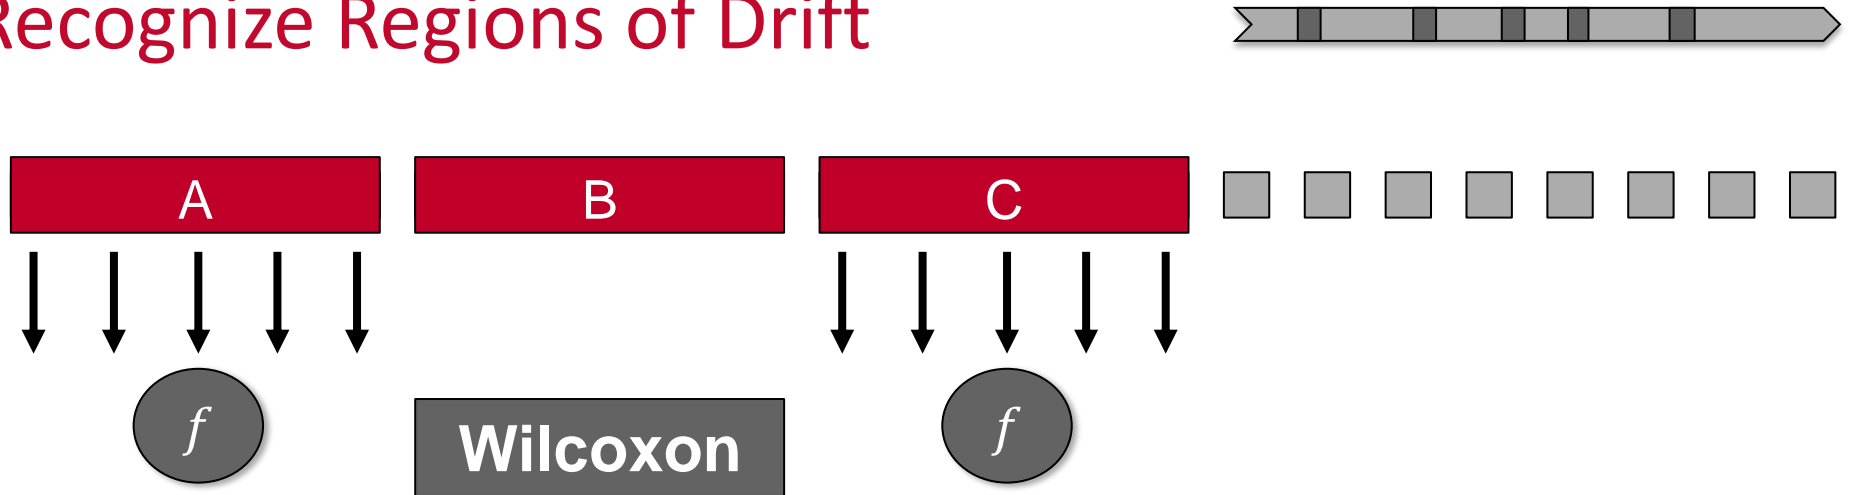 Recognize Regions of Drift
A B C
f f
Wilcoxon